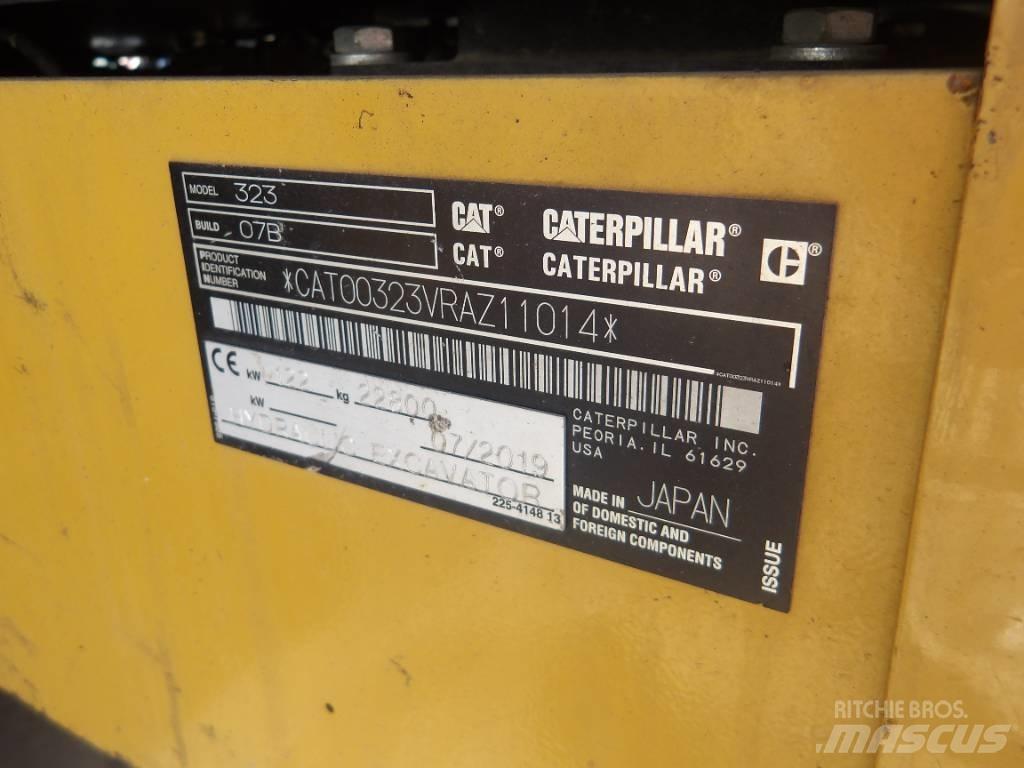 MODEL 323
BUILD 07B
PRODUCT IDENTIFICATION NUMBER *CAT00323VRAZ11014*
CAT® CATERPILLAR®
CAT® CATERPILLAR®
CE kW 122 kg 22800
kW 07/2019
HYDRAULIC EXCAVATOR
225-4148 13
CATERPILLAR INC.
PEORIA. IL 61629
USA
MADE IN JAPAN
OF DOMESTIC AND
FOREIGN COMPONENTS
ISSUE
RITCHIE BROS.
MASCUS